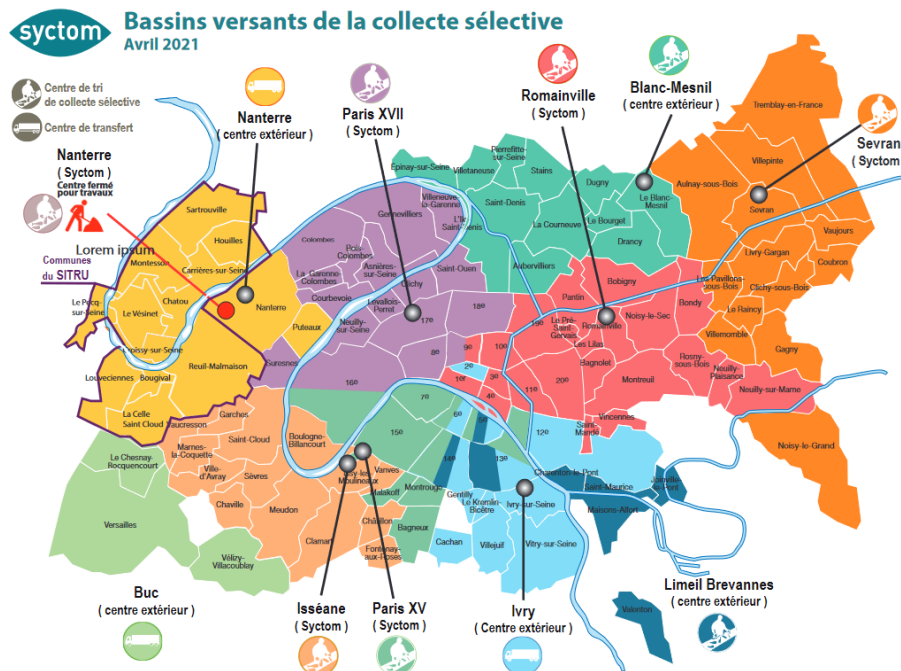 syctom
Bassins versants de la collecte sélective
Avril 2021
Centre de tri
de collecte sélective
Centre de transfert
Nanterre
( Syctom )
Centre fermé
pour travaux
Nanterre
( centre extérieur )
Paris XVII
( Syctom )
Romainville
( Syctom )
Blanc-Mesnil
( centre extérieur )
Sevran
( Syctom
Lorem ipsum
Communes
du SITRU
Tremblay-en-France
Villepinte
Aulnay-sous-Bois
Sevran
Vaujours
Livry-Gargan
Coubron
Clichy-sous-Bois
Les Pavillons-
sous-Bois
Le Raincy
Villemomble
Gagny
Neuilly-
Plaisance
Neuilly-sur-Marne
Noisy-le-Grand
Épinay-sur-Seine
Villetaneuse
Pierrefitte-
sur-Seine
Stains
Dugny
Le Blanc-
Mesnil
Saint-Denis
La Courneuve
Le Bourget
Drancy
Aubervilliers
Villeneuve-
la-Garenne
Gennevilliers
Colombes
Bois-
Colombes
La Garenne-
Colombes
Asnières-
sur-Seine
Clichy
Saint-Ouen
Courbevoie
Levallois-
Perret
Neuilly-
sur-Seine
Puteaux
Suresnes
Sartrouville
Houilles
Montesson
Carrières-sur-Seine
Chatou
Le Vésinet
Le Pecq-
sur-Seine
Nanterre
Reuil-Malmaison
Louveciennes
Bougival
La Celle
Saint Cloud
Vaucresson
Garches
Marnes-
la-Coquette
Saint-Cloud
Ville-
d'Avray
Sèvres
Chaville
Meudon
Boulogne-
Billancourt
Clamart
Vanves
Malakoff
Châtillon
Fontenay-
aux-Roses
Montrouge
Bagneux
Le Chesnay-
Rocquencourt
Versailles
Vélizy-
Villacoublay
Bobigny
Pantin
Le Pré-
Saint-
Gervais
Romainville
Les Lilas
Noisy-le-Sec
Bondy
Bagnolet
Montreuil
Rosny-
sous-Bois
Vincennes
Saint-
Mandé
17e
18e
19e
8e
9e
10e
2e
3e
4e
11e
20e
16e
7e
15e
6e
5e
12e
13e
14e
Gentilly
Le Kremlin-
Bicêtre
Ivry-sur-Seine
Cachan
Villejuif
Vitry-sur-Seine
Charenton-le-Pont
Saint-Maurice
Joinville-
le-Pont
Maisons-Alfort
Valenton
Buc
( centre extérieur )
Isséane
( Syctom )
Paris XV
( Syctom )
Ivry
( Centre extérieur )
Limeil Brevannes
( centre extérieur )